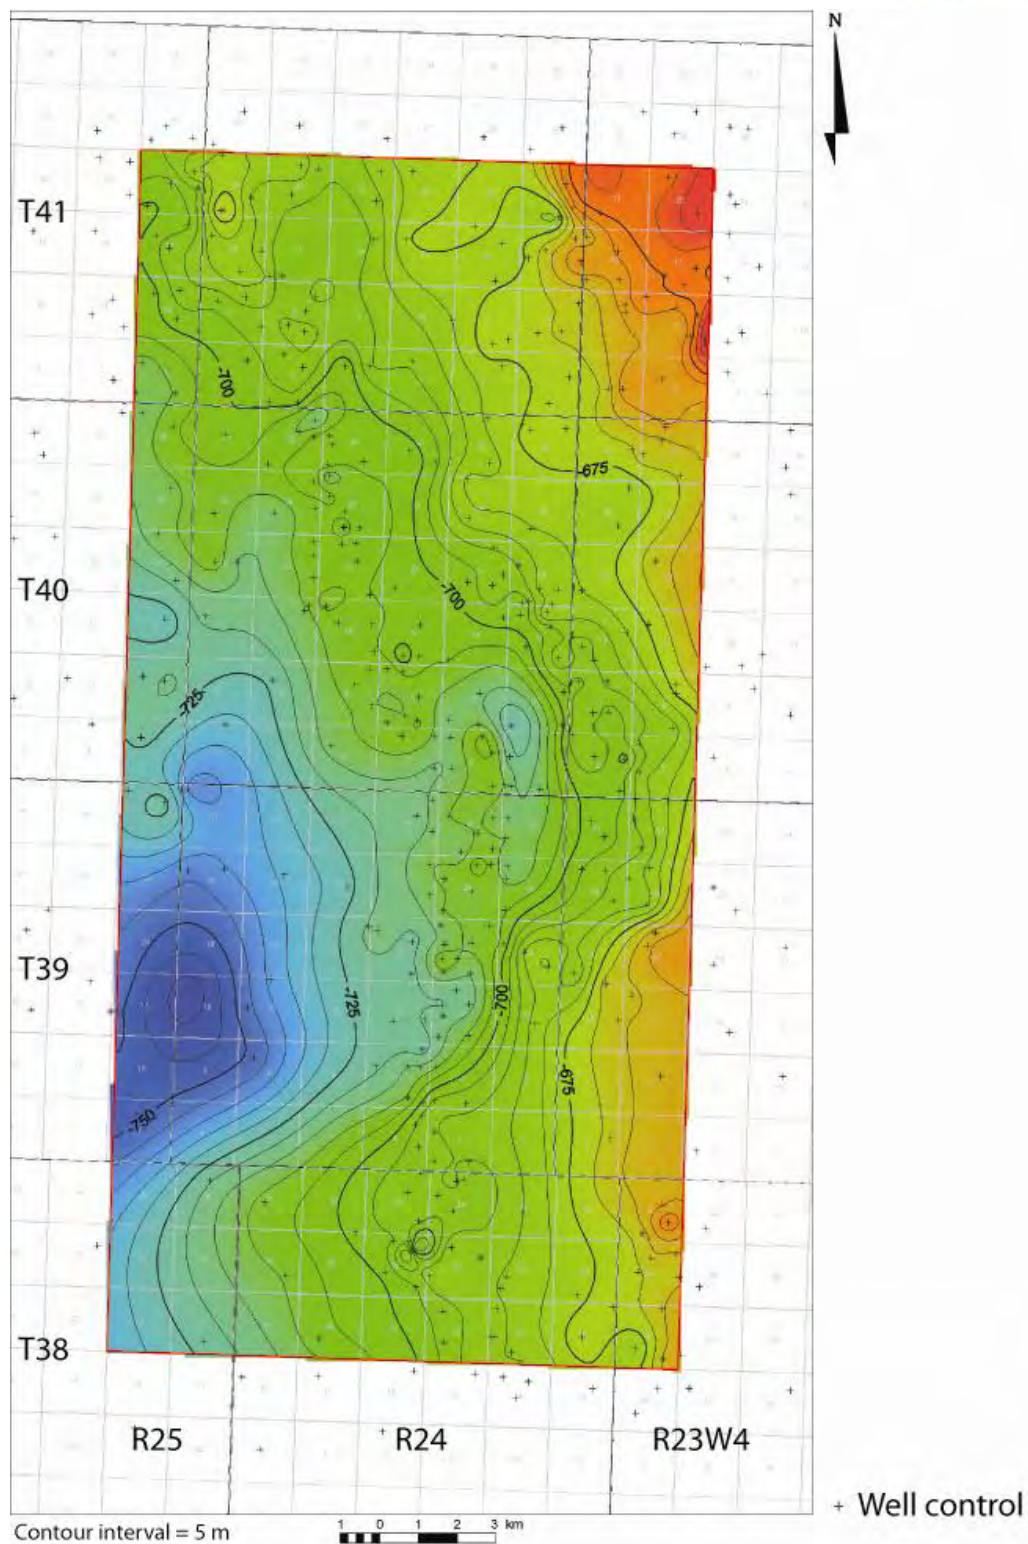 N
T41
-700
-675
T40
-700
-725
T39
-725
-700
-675
-750
T38
R25 R24 R23W4
+ Well control
Contour interval = 5 m
1 0 1 2 3 km